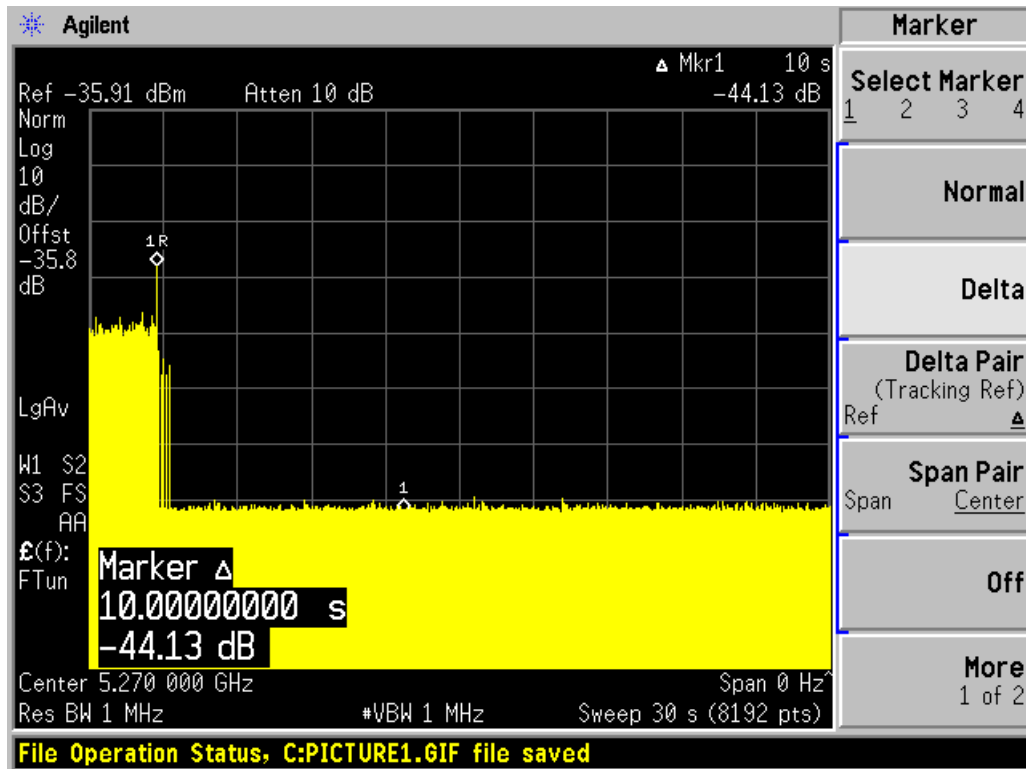 Agilent
Marker
Δ Mkr1 10 s
Ref −35.91 dBm Atten 10 dB −44.13 dB
Norm
Log
10
dB/
Offst
−35.8
dB
1R
LgAv
W1 S2
S3 FS
AA
£(f):
FTun
1
Marker Δ
10.00000000 s
−44.13 dB
Center 5.270 000 GHz Span 0 Hz^
Res BW 1 MHz #VBW 1 MHz Sweep 30 s (8192 pts)
Select Marker
1 2 3 4
Normal
Delta
Delta Pair
(Tracking Ref)
Ref Δ
Span Pair
Span Center
Off
More
1 of 2
File Operation Status, C:PICTURE1.GIF file saved